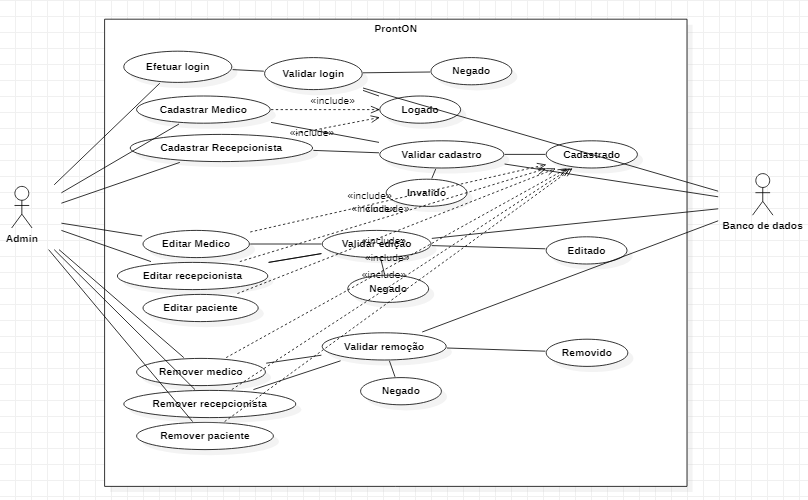 ProntON
Efetuar login
Validar login
Negado
Cadastrar Medico
«include»
Logado
«include»
Cadastrar Recepcionista
Validar cadastro
Cadastrado
Invalido
«include»
«include»
Admin
Banco de dados
Editar Medico
Validar edição
«include»
Editado
«include»
Editar recepcionista
«include»
Negado
Editar paciente
Validar remoção
Removido
Remover medico
Negado
Remover recepcionista
Remover paciente